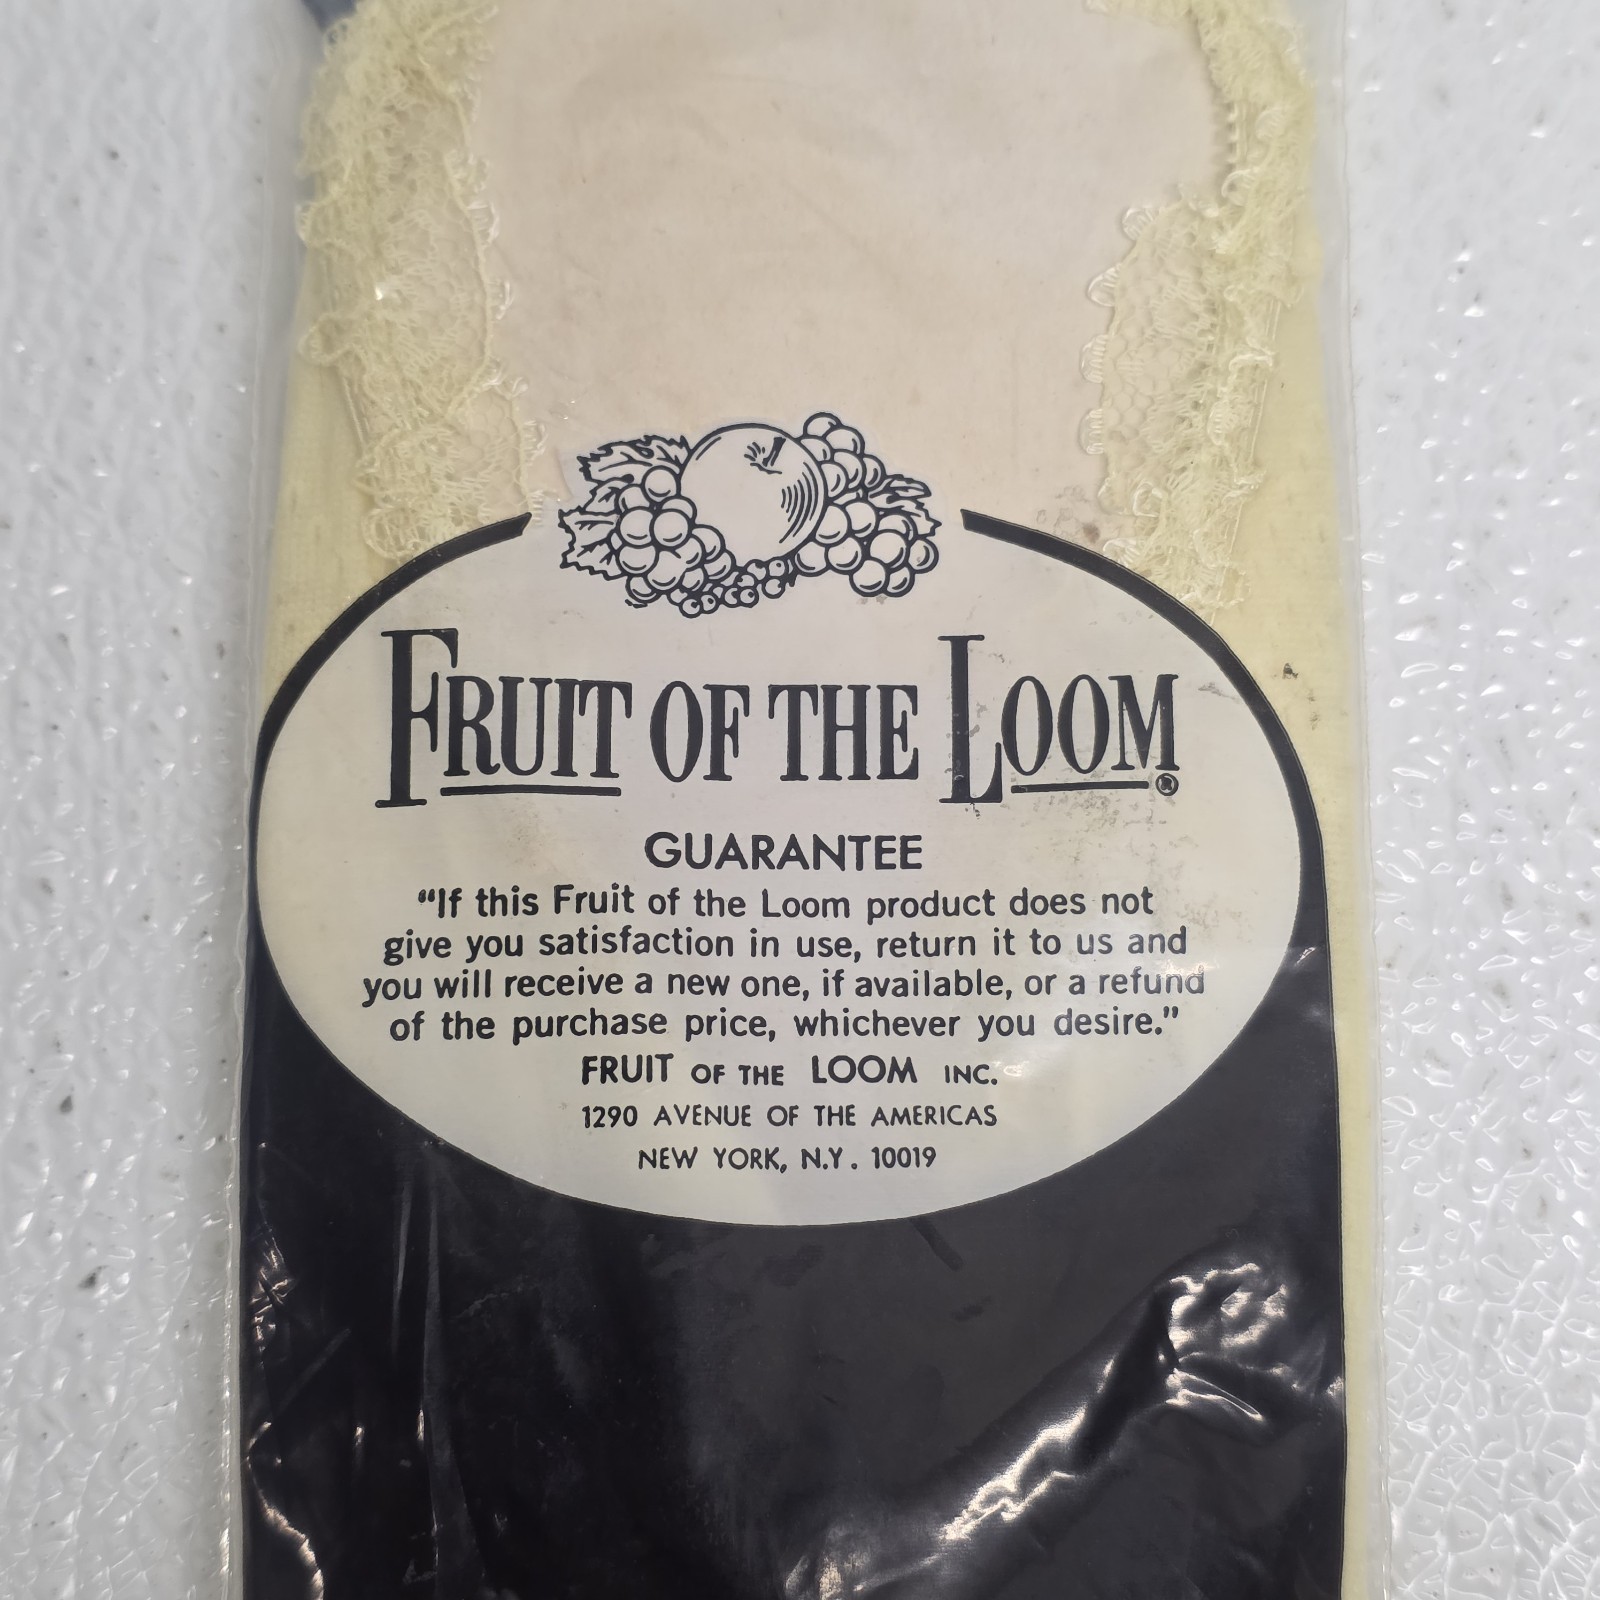 FRUIT OF THE LOOM®
GUARANTEE
“If this Fruit of the Loom product does not
give you satisfaction in use, return it to us and
you will receive a new one, if available, or a refund
of the purchase price, whichever you desire.”
FRUIT OF THE LOOM INC.
1290 AVENUE OF THE AMERICAS
NEW YORK, N.Y. 10019